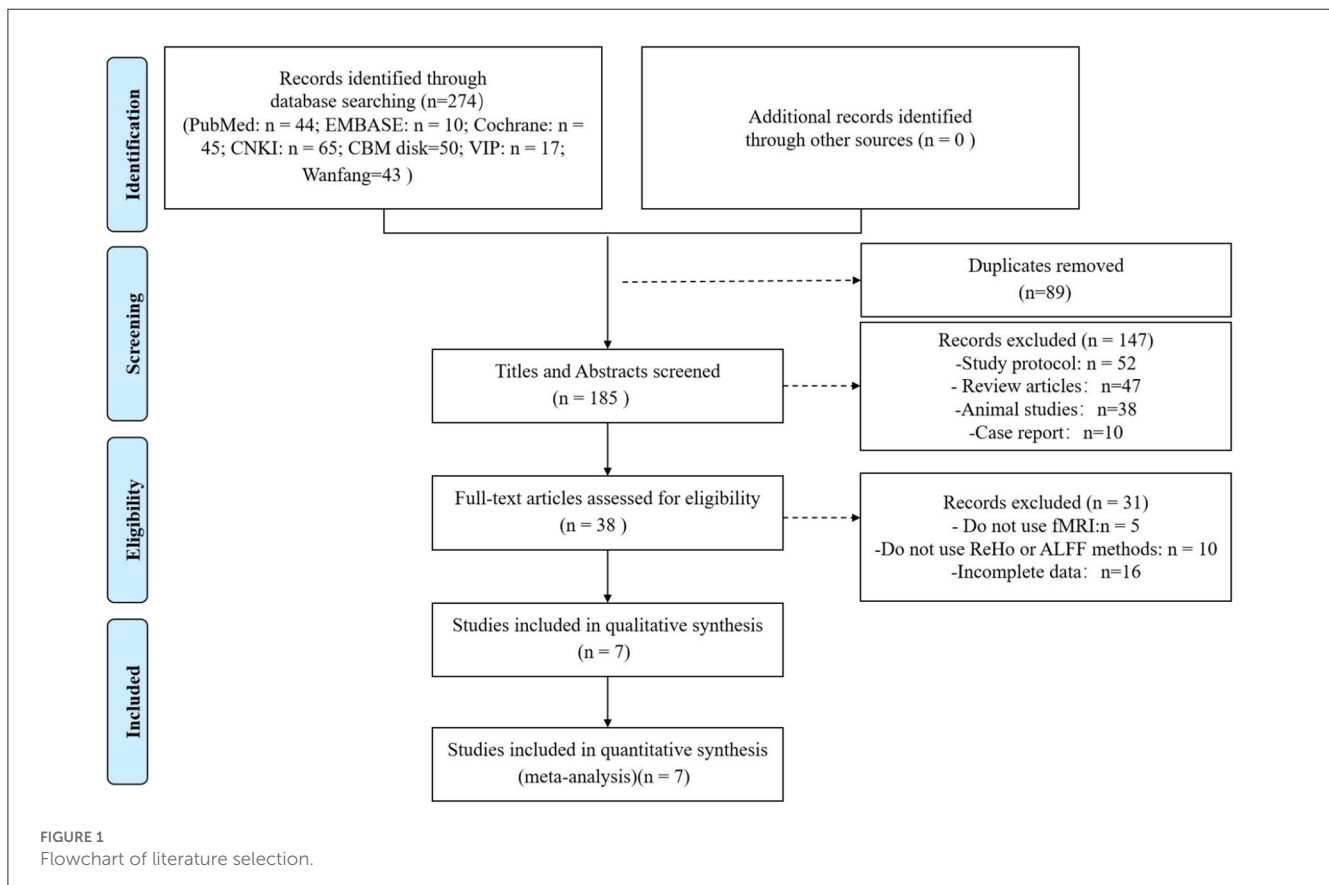 Identification
Records identified through
database searching (n=274)
(PubMed: n = 44; EMBASE: n = 10; Cochrane: n =
45; CNKI: n = 65; CBM disk=50; VIP: n = 17;
Wanfang=43 )
Additional records identified
through other sources (n = 0 )
Screening
Duplicates removed
(n=89)
Titles and Abstracts screened
(n = 185 )
Records excluded (n = 147)
-Study protocol: n = 52
- Review articles： n=47
-Animal studies： n=38
-Case report： n=10
Eligibility
Full-text articles assessed for eligibility
(n = 38 )
Records excluded (n = 31)
- Do not use fMRI:n = 5
-Do not use ReHo or ALFF methods: n = 10
-Incomplete data： n=16
Included
Studies included in qualitative synthesis
(n = 7)
Studies included in quantitative synthesis
(meta-analysis)(n = 7)
FIGURE 1
Flowchart of literature selection.